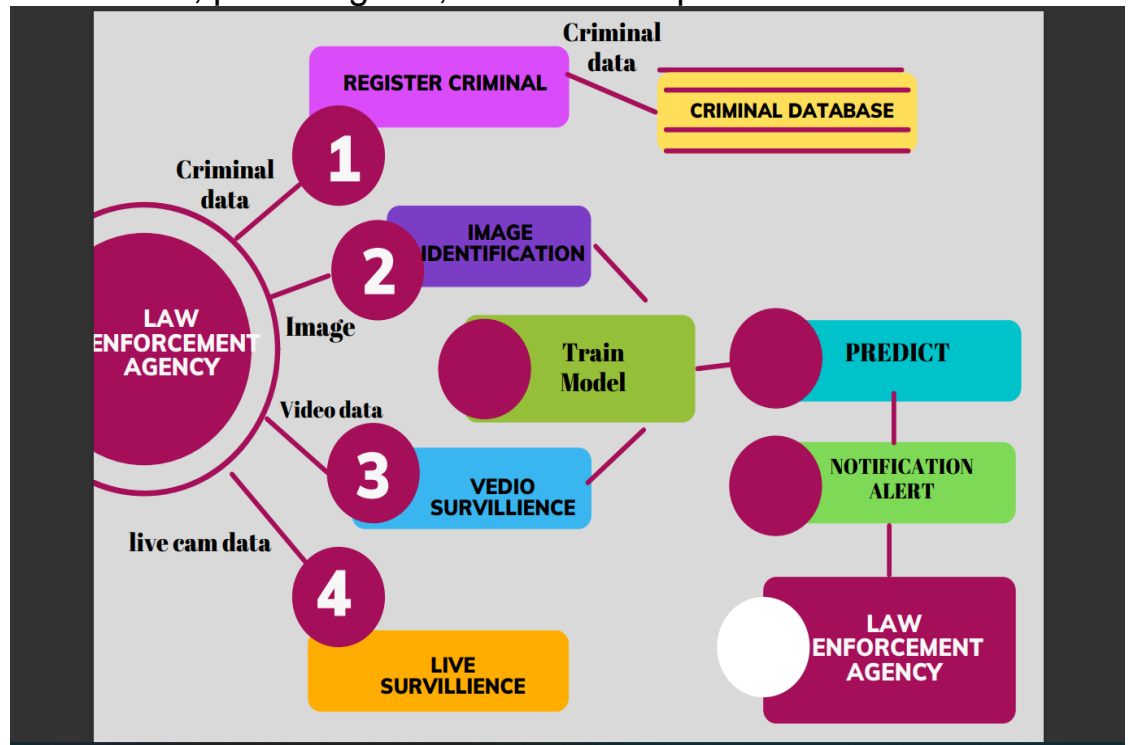 Criminal
data
REGISTER CRIMINAL
CRIMINAL DATABASE
1
Criminal
data
IMAGE
IDENTIFICATION
2
LAW
ENFORCEMENT
AGENCY
Image
Train
Model
PREDICT
Video data
3
VEDIO
SURVILLIENCE
NOTIFICATION
ALERT
live cam data
4
LAW
ENFORCEMENT
AGENCY
LIVE
SURVILLIENCE